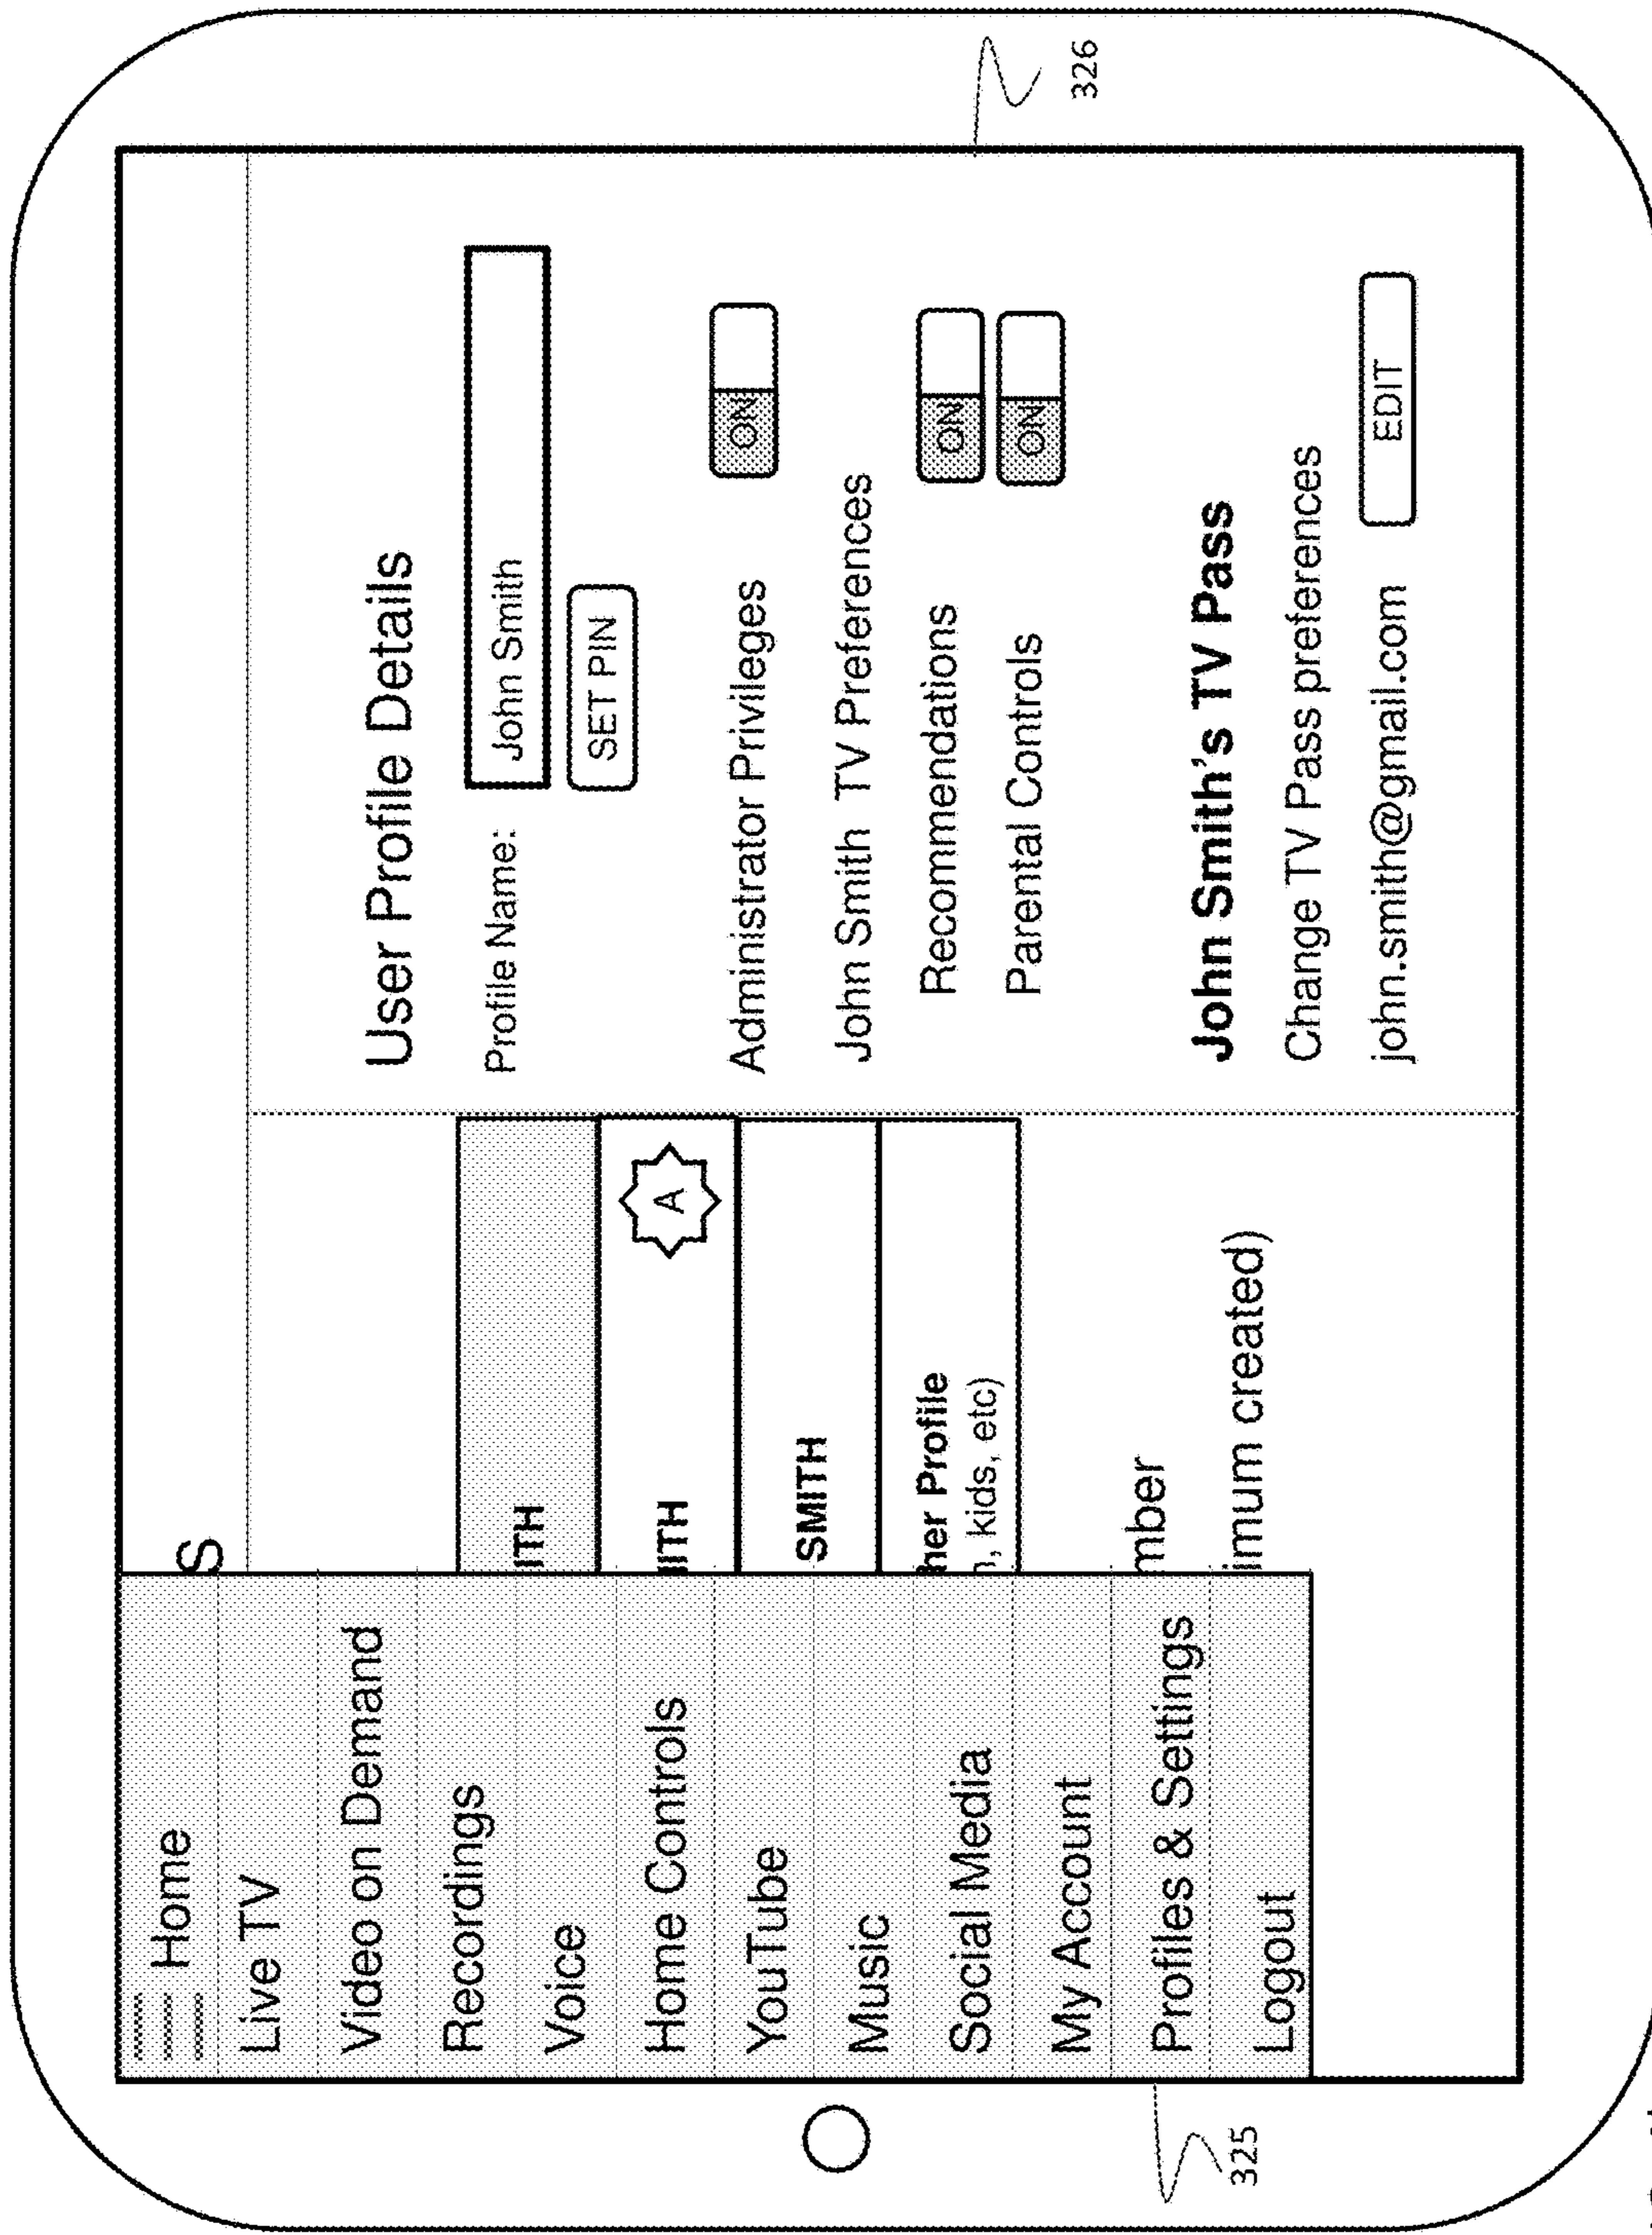 Home
Live TV
Video on Demand
Recordings
Voice
Home Controls
YouTube
Music
Social Media
My Account
Profiles & Settings
Logout
S
ITH
IITH
A
SMITH
her Profile
, kids, etc)
mber
imum created)
User Profile Details
Profile Name:
John Smith
SET PIN
Administrator Privileges
ON
John Smith TV Preferences
Recommendations
ON
Parental Controls
ON
John Smith's TV Pass
Change TV Pass preferences
john.smith@gmail.com
EDIT
325
326